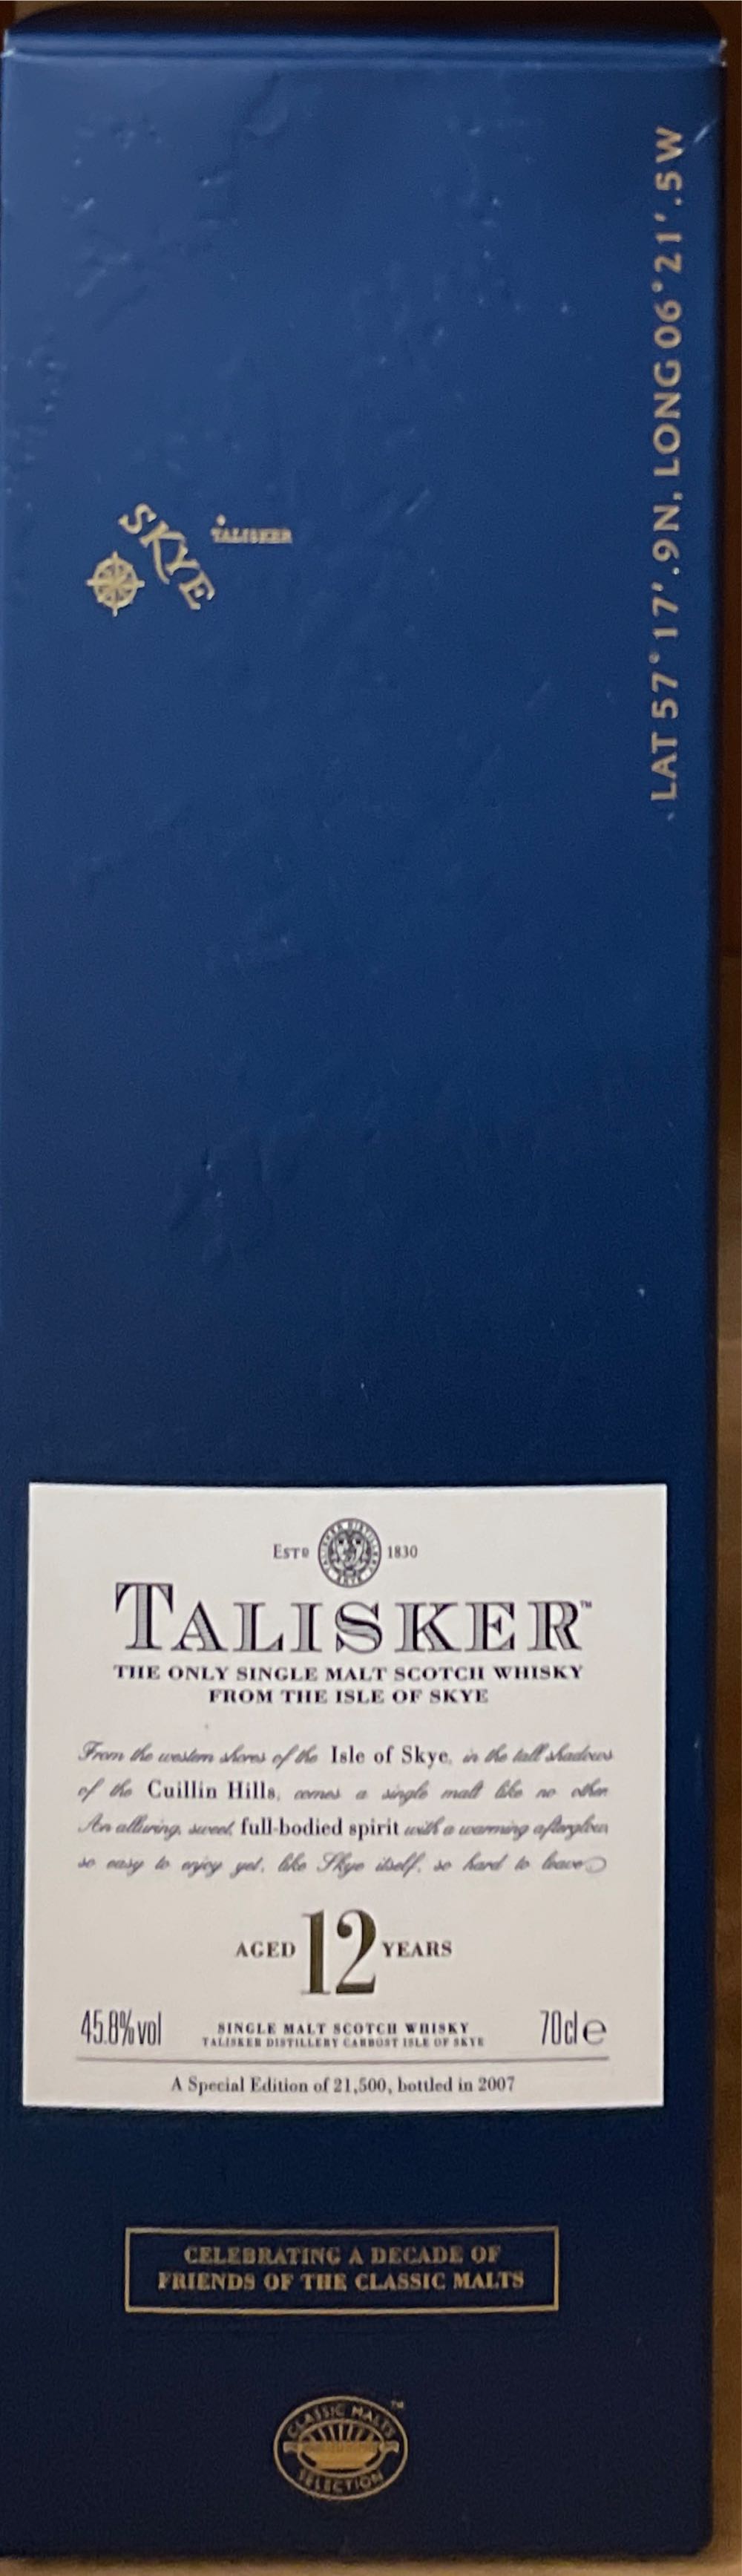 LAT 57°17'.9N, LONG 06°21'.5W
SKYE
TALISKER
ESTD 1830
TALISKER™
THE ONLY SINGLE MALT SCOTCH WHISKY
FROM THE ISLE OF SKYE
From the western shores of the Isle of Skye, in the tall shadows
of the Cuillin Hills, comes a single malt like no other.
An alluring, sweet, full-bodied spirit with a warming afterglow
so easy to enjoy yet, like Skye itself, so hard to leave
AGED 12 YEARS
45.8% vol
SINGLE MALT SCOTCH WHISKY
TALISKER DISTILLERY CARBOST ISLE OF SKYE
70cl e
A Special Edition of 21,500, bottled in 2007
CELEBRATING A DECADE OF
FRIENDS OF THE CLASSIC MALTS
CLASSIC MALTS™
SELECTION